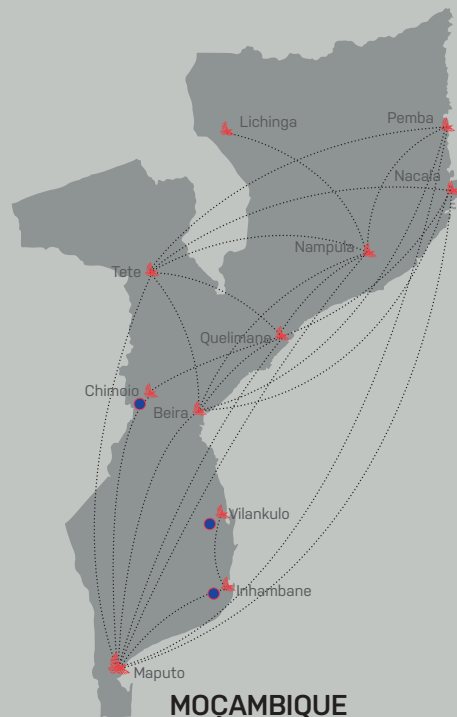 Lichinga
Pemba
Nacala
Nampula
Tete
Quelimane
Chimoio
Beira
Vilankulo
Inhambane
Maputo
MOÇAMBIQUE